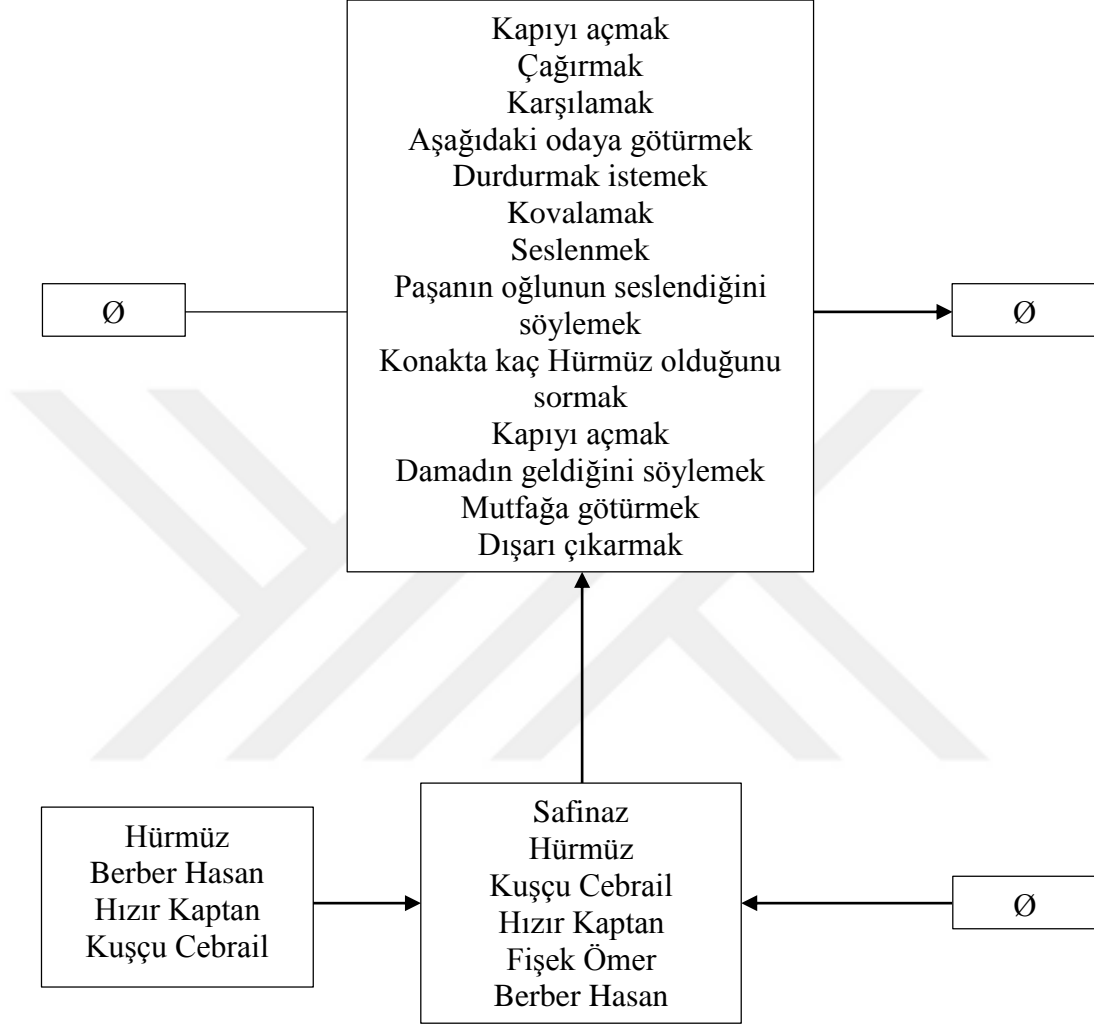 Kapıyı açmak
Çağırmak
Karşılamak
Aşağıdaki odaya götürmek
Durdurmak istemek
Kovalamak
Seslenmek
Paşanın oğlunun seslendiğini
söylemek
Konakta kaç Hürmüz olduğunu
sormak
Kapıyı açmak
Damadın geldiğini söylemek
Mutfağa götürmek
Dışarı çıkarmak
Ø
Ø
Hürmüz
Berber Hasan
Hızır Kaptan
Kuşçu Cebrail
Safinaz
Hürmüz
Kuşçu Cebrail
Hızır Kaptan
Fişek Ömer
Berber Hasan
Ø